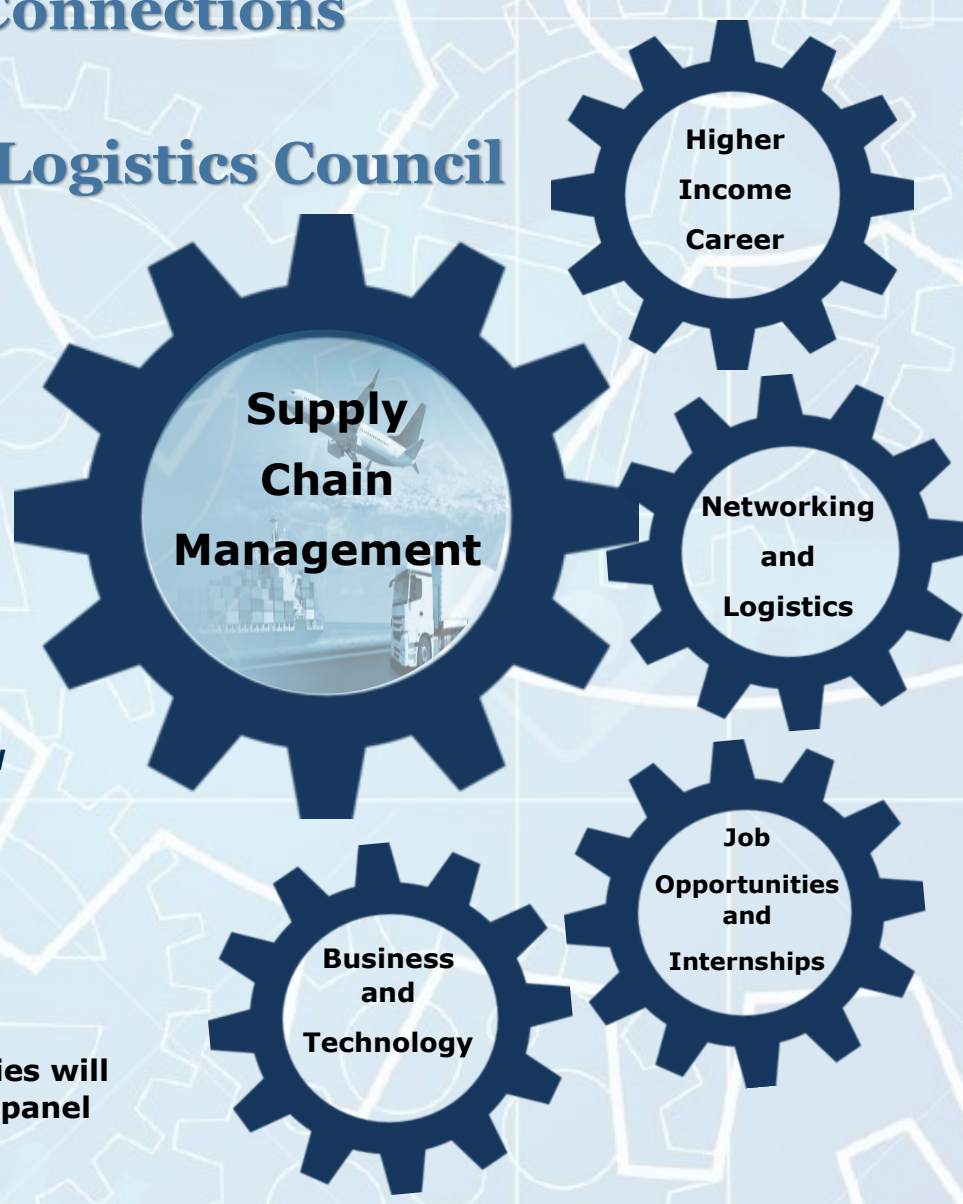 Connections
Logistics Council
Higher
Income
Career
Supply
Chain
Management
Networking
and
Logistics
Job
Opportunities
and
Internships
Business
and
Technology
ies will
panel